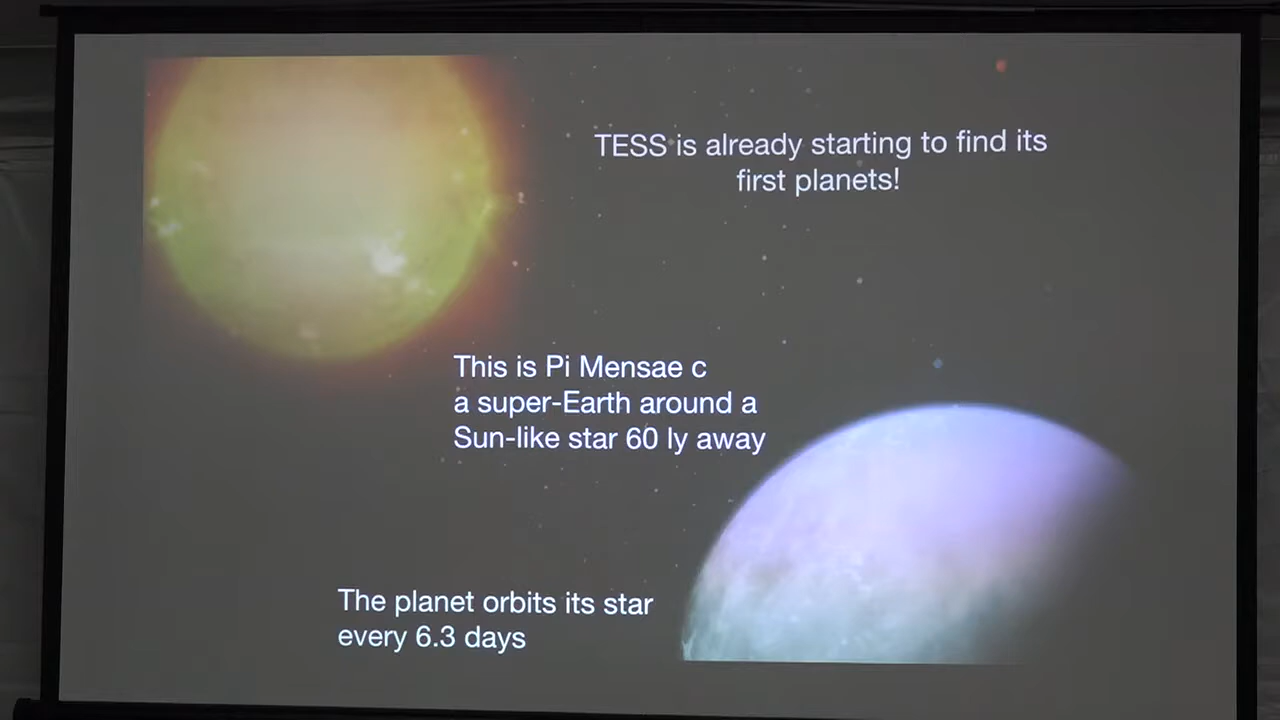 TESS is already starting to find its
first planets!
This is Pi Mensae c
a super-Earth around a
Sun-like star 60 ly away
The planet orbits its star
every 6.3 days